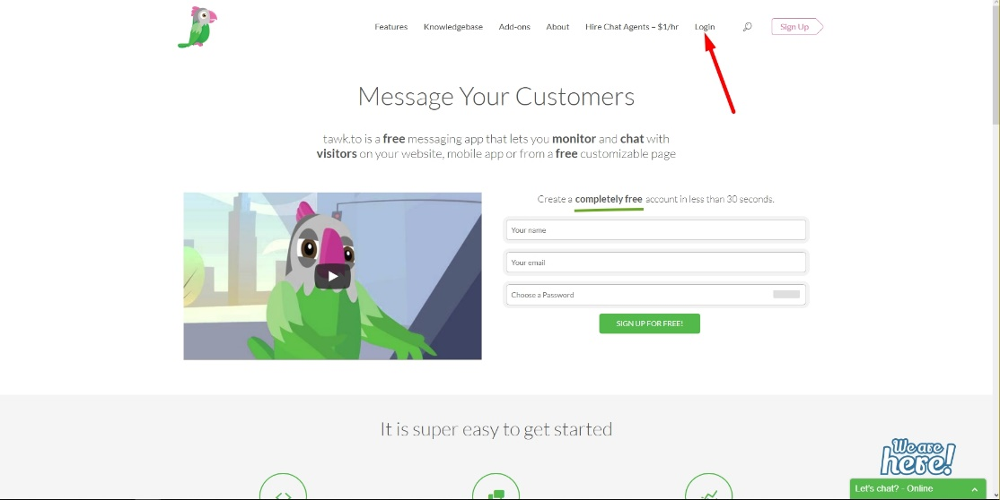 Features Knowledgebase Add-ons About Hire Chat Agents – $1/hr Login Sign Up
Message Your Customers
tawk.to is a free messaging app that lets you monitor and chat with
visitors on your website, mobile app or from a free customizable page
Create a completely free account in less than 30 seconds.
Your name
Your email
Choose a Password
SIGN UP FOR FREE!
It is super easy to get started
We are
here!
Let's chat? - Online